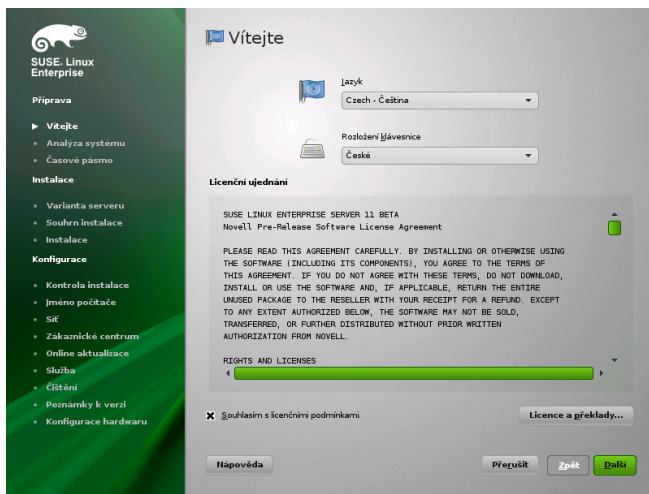 SUSE. Linux
Enterprise
Příprava
Vítejte
Analýza systému
Časové pásmo
Instalace
Varianta serveru
Souhrn instalace
Instalace
Konfigurace
Kontrola instalace
Jméno počítače
Síť
Zákaznické centrum
Online aktualizace
Služba
Čištění
Poznámky k verzi
Konfigurace hardwaru
Vítejte
Jazyk
Czech - Čeština
Rozložení klávesnice
České
Licenční ujednání
SUSE LINUX ENTERPRISE SERVER 11 BETA
Novell Pre-Release Software License Agreement
PLEASE READ THIS AGREEMENT CAREFULLY. BY INSTALLING OR OTHERWISE USING
THE SOFTWARE (INCLUDING ITS COMPONENTS), YOU AGREE TO THE TERMS OF
THIS AGREEMENT. IF YOU DO NOT AGREE WITH THESE TERMS, DO NOT DOWNLOAD,
INSTALL OR USE THE SOFTWARE AND, IF APPLICABLE, RETURN THE ENTIRE
UNUSED PACKAGE TO THE RESELLER WITH YOUR RECEIPT FOR A REFUND. EXCEPT
TO ANY EXTENT AUTHORIZED BELOW, THE SOFTWARE MAY NOT BE SOLD,
TRANSFERRED, OR FURTHER DISTRIBUTED WITHOUT PRIOR WRITTEN
AUTHORIZATION FROM NOVELL.
RIGHTS AND LICENSES
Souhlasím s licenčními podmínkami.
Licence a překlady...
Nápověda
Přerušit
Zpět
Další